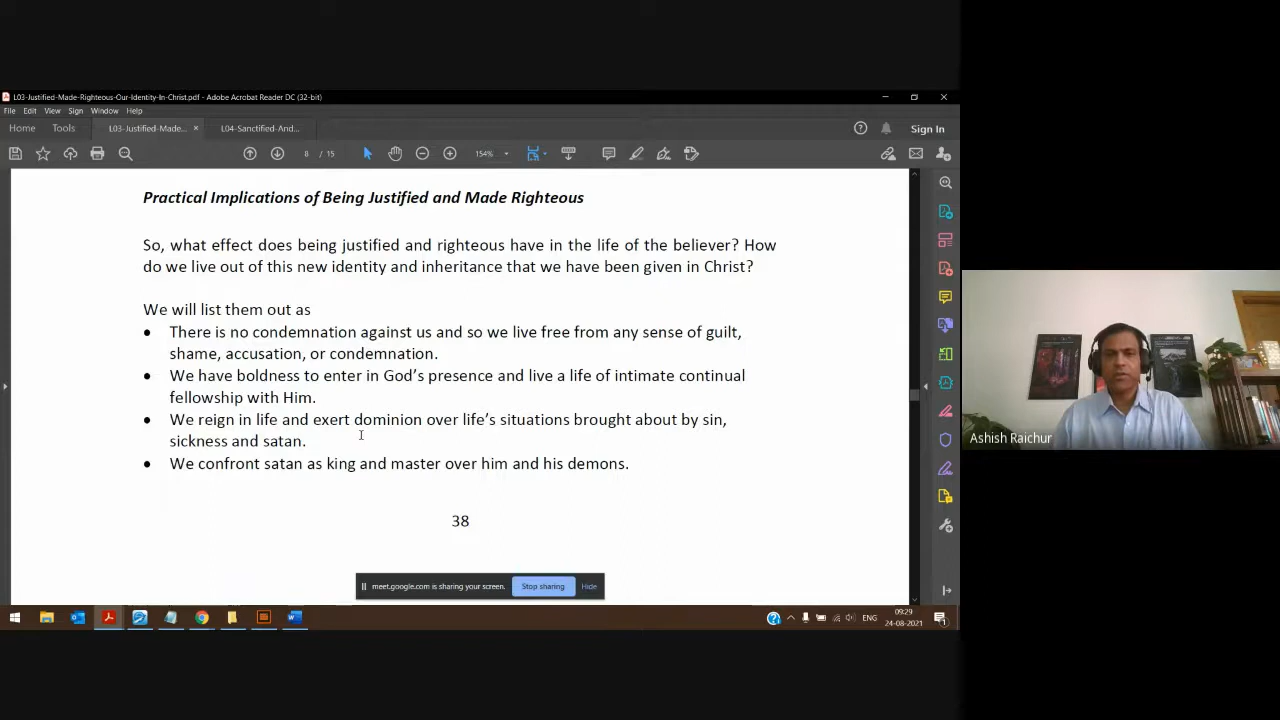 L03-Justified-Made-Righteous-Our-Identity-In-Christ.pdf - Adobe Acrobat Reader DC (32-bit)
File Edit View Sign Window Help
Home Tools L03-Justified-Made... × L04-Sanctified-And... Sign In
8 / 15 154%
Practical Implications of Being Justified and Made Righteous
So, what effect does being justified and righteous have in the life of the believer? How
do we live out of this new identity and inheritance that we have been given in Christ?
We will list them out as
• There is no condemnation against us and so we live free from any sense of guilt,
shame, accusation, or condemnation.
• We have boldness to enter in God's presence and live a life of intimate continual
fellowship with Him.
• We reign in life and exert dominion over life's situations brought about by sin,
sickness and satan.
• We confront satan as king and master over him and his demons.
38
meet.google.com is sharing your screen. Stop sharing Hide
ENG
09:29
24-08-2021
Ashish Raichur